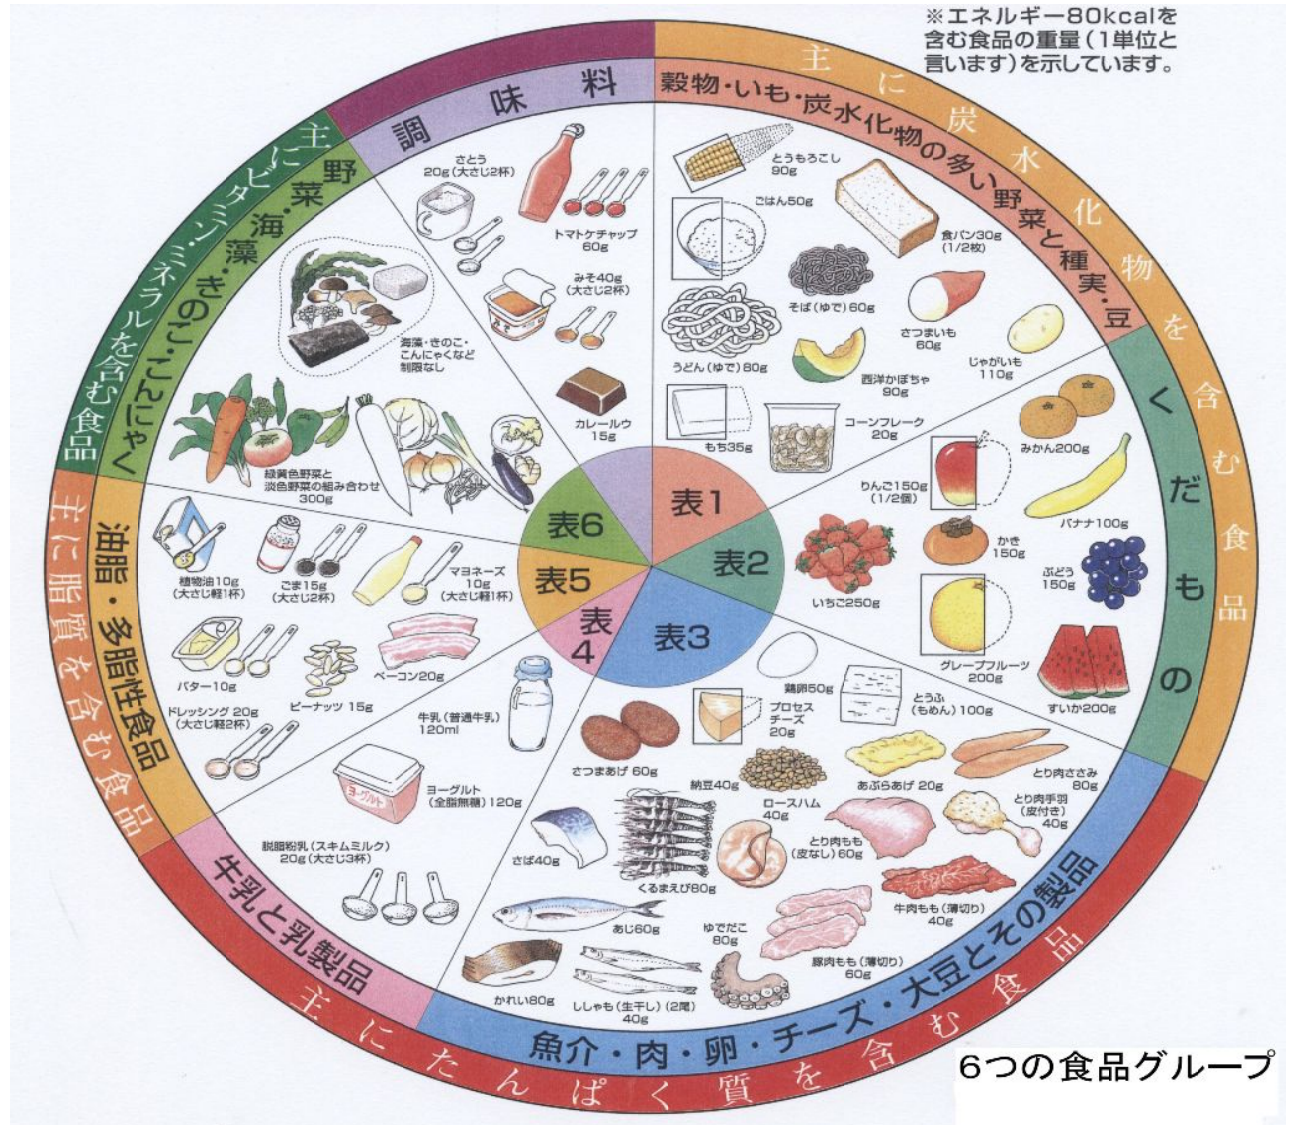 ※エネルギー80kcalを
含む食品の重量（1単位と
言います）を示しています。
主に炭水化物を含む食品
穀物・いも・炭水化物の多い野菜と種実・豆
とうもろこし
90g
ごはん50g
食パン30g
(1/2枚)
そば(ゆで)60g
さつまいも
60g
うどん(ゆで)80g
じゃがいも
110g
西洋かぼちゃ
90g
もち35g
コーンフレーク
20g
表1
くだもの
みかん200g
りんご150g
(1/2個)
バナナ100g
かき
150g
ぶどう
150g
いちご250g
グレープフルーツ
200g
すいか200g
表2
主にたんぱく質を含む食品
魚介・肉・卵・チーズ・大豆とその製品
鶏卵50g
プロセス
チーズ
20g
とうふ
(もめん)100g
さつまあげ 60g
納豆40g
あぶらあげ 20g
とり肉ささみ
80g
ロースハム
40g
とり肉手羽
(皮付き)
40g
さば40g
とり肉もも
(皮なし)60g
くるまえび80g
牛肉もも(薄切り)
40g
あじ60g
ゆでだこ
80g
豚肉もも(薄切り)
60g
かれい80g
ししゃも(生干し)(2尾)
40g
表3
牛乳と乳製品
牛乳(普通牛乳)
120ml
ヨーグルト
ヨーグルト
(全脂無糖)120g
脱脂粉乳(スキムミルク)
20g(大さじ3杯)
表
4
主に脂質を含む食品
油脂・多脂性食品
植物油10g
(大さじ軽1杯)
ごま15g
(大さじ2杯)
マヨネーズ
10g
(大さじ軽1杯)
バター10g
ピーナッツ 15g
ベーコン20g
ドレッシング 20g
(大さじ軽2杯)
表5
主にビタミン・ミネラルを含む食品
野菜・海藻・きのこ・こんにゃく
海藻・きのこ・
こんにゃくなど
制限なし
緑黄色野菜と
淡色野菜の組み合わせ
300g
表6
調味料
さとう
20g(大さじ2杯)
トマトケチャップ
60g
みそ40g
(大さじ2杯)
みそ
カレールウ
15g
6つの食品グループ